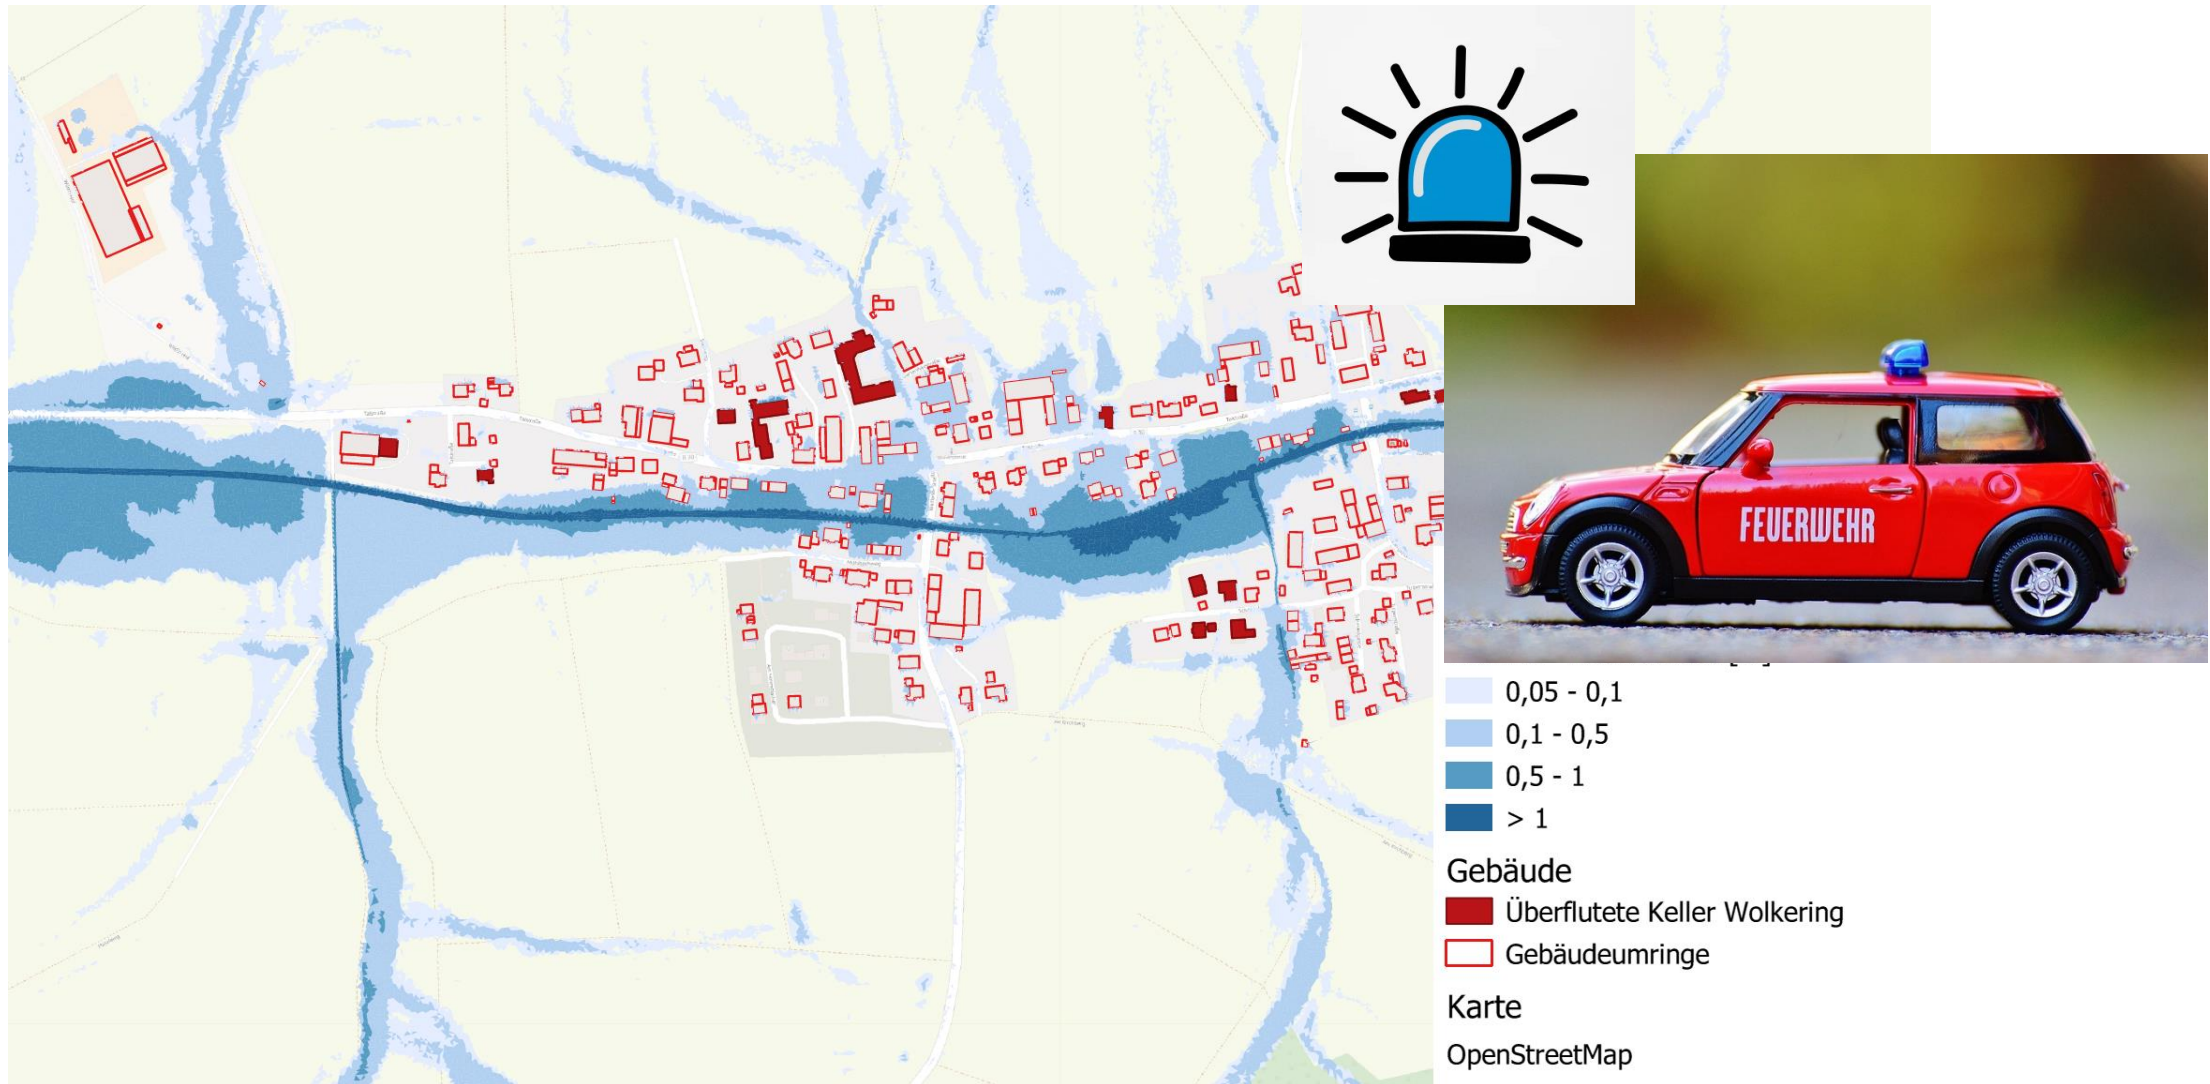 Talstraße
FEUERWEHR
0,05 - 0,1
0,1 - 0,5
0,5 - 1
> 1
Gebäude
Überflutete Keller Wolkering
Gebäudeumringe
Karte
OpenStreetMap